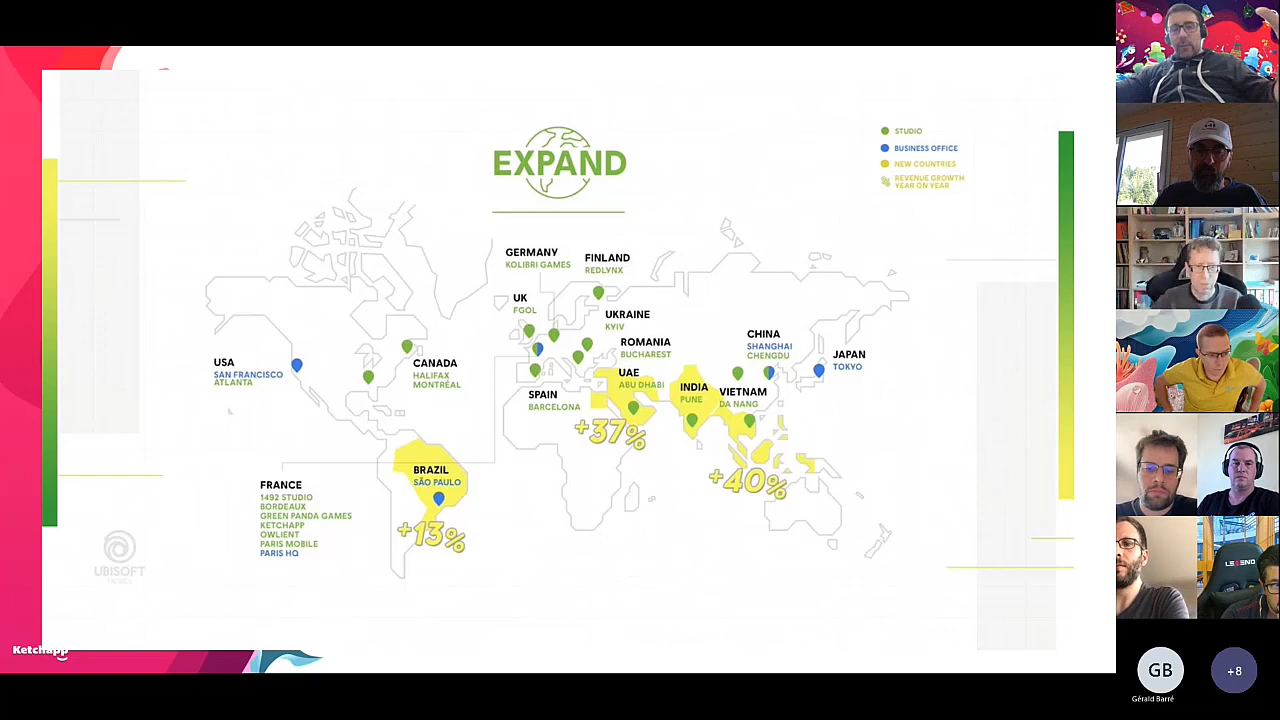 EXPAND
STUDIO
BUSINESS OFFICE
NEW COUNTRIES
%
REVENUE GROWTH
YEAR ON YEAR
GERMANY
KOLIBRI GAMES
FINLAND
REDLYNX
UK
FGOL
UKRAINE
KYIV
ROMANIA
BUCHAREST
CHINA
SHANGHAI
CHENGDU
JAPAN
TOKYO
USA
SAN FRANCISCO
ATLANTA
CANADA
HALIFAX
MONTRÉAL
SPAIN
BARCELONA
UAE
ABU DHABI
INDIA
PUNE
VIETNAM
DA NANG
+37%
+40%
BRAZIL
SÃO PAULO
+13%
FRANCE
1492 STUDIO
BORDEAUX
GREEN PANDA GAMES
KETCHAPP
OWLIENT
PARIS MOBILE
PARIS HQ
UBISOFT
Ketchapp
GB
+8
Gérald Barré